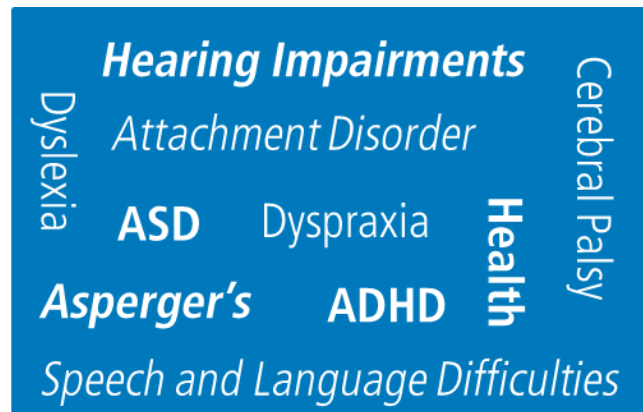 Hearing Impairments
Dyslexia
Attachment Disorder
Cerebral Palsy
ASD
Dyspraxia
Health
Asperger’s
ADHD
Speech and Language Difficulties